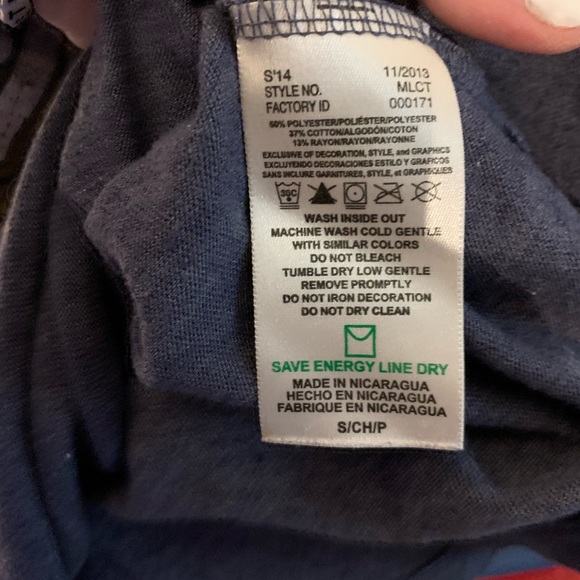 S'14 11/2013
STYLE NO. MLCT
FACTORY ID 000171
50% POLYESTER/POLIÉSTER/POLYESTER
37% COTTON/ALGODÓN/COTON
13% RAYON/RAYON/RAYONNE
EXCLUSIVE OF DECORATION, STYLE, and GRAPHICS
EXCLUYENDO DECORACIONES ESTILO Y GRAFICOS
SANS INCLURE GARNITURES, STYLE, et GRAPHIQUES
30C
WASH INSIDE OUT
MACHINE WASH COLD GENTLE
WITH SIMILAR COLORS
DO NOT BLEACH
TUMBLE DRY LOW GENTLE
REMOVE PROMPTLY
DO NOT IRON DECORATION
DO NOT DRY CLEAN
SAVE ENERGY LINE DRY
MADE IN NICARAGUA
HECHO EN NICARAGUA
FABRIQUE EN NICARAGUA
S/CH/P